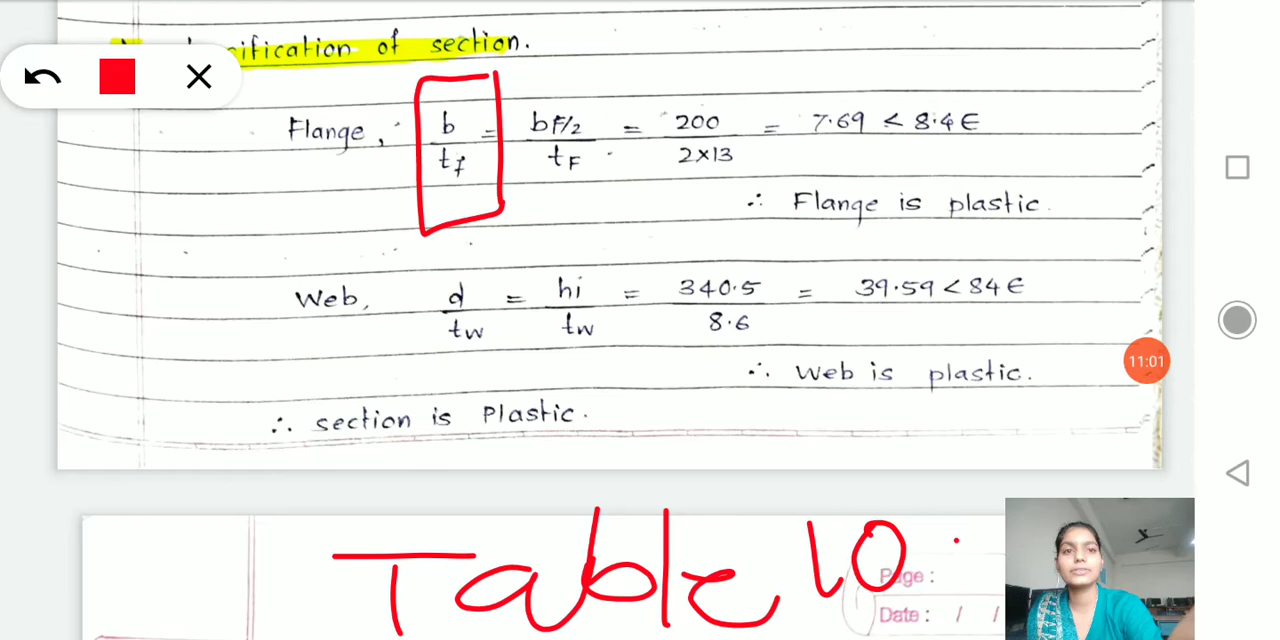 ification of section.
Flange, b/tf = bF/2 / tF = 200 / 2×13 = 7.69 < 8.4ϵ
∴ Flange is plastic.
Web, d/tw = hi/tw = 340.5 / 8.6 = 39.59 < 84ϵ
∴ Web is plastic.
∴ section is Plastic.
11:01
Table 10
Page :
Date : / /